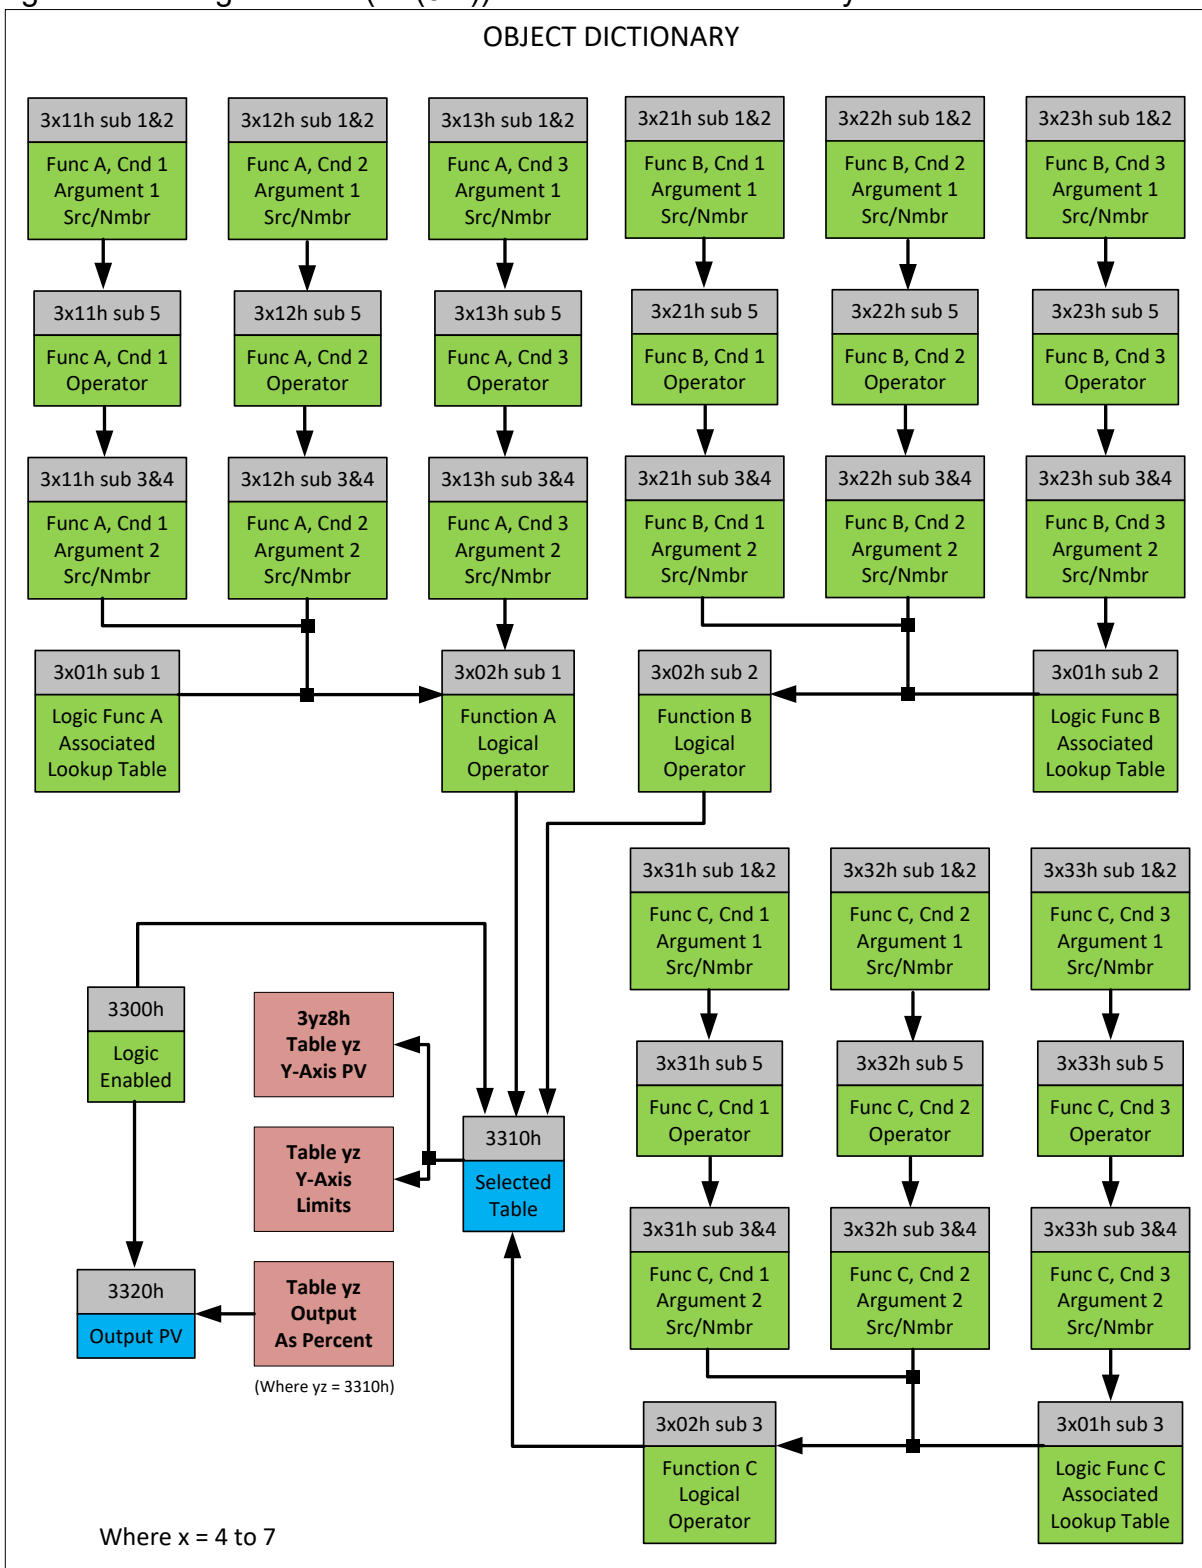 OBJECT DICTIONARY
3x11h sub 1&2
Func A, Cnd 1
Argument 1
Src/Nmbr
3x12h sub 1&2
Func A, Cnd 2
Argument 1
Src/Nmbr
3x13h sub 1&2
Func A, Cnd 3
Argument 1
Src/Nmbr
3x21h sub 1&2
Func B, Cnd 1
Argument 1
Src/Nmbr
3x22h sub 1&2
Func B, Cnd 2
Argument 1
Src/Nmbr
3x23h sub 1&2
Func B, Cnd 3
Argument 1
Src/Nmbr
3x11h sub 5
Func A, Cnd 1
Operator
3x12h sub 5
Func A, Cnd 2
Operator
3x13h sub 5
Func A, Cnd 3
Operator
3x21h sub 5
Func B, Cnd 1
Operator
3x22h sub 5
Func B, Cnd 2
Operator
3x23h sub 5
Func B, Cnd 3
Operator
3x11h sub 3&4
Func A, Cnd 1
Argument 2
Src/Nmbr
3x12h sub 3&4
Func A, Cnd 2
Argument 2
Src/Nmbr
3x13h sub 3&4
Func A, Cnd 3
Argument 2
Src/Nmbr
3x21h sub 3&4
Func B, Cnd 1
Argument 2
Src/Nmbr
3x22h sub 3&4
Func B, Cnd 2
Argument 2
Src/Nmbr
3x23h sub 3&4
Func B, Cnd 3
Argument 2
Src/Nmbr
3x01h sub 1
Logic Func A
Associated
Lookup Table
3x02h sub 1
Function A
Logical
Operator
3x02h sub 2
Function B
Logical
Operator
3x01h sub 2
Logic Func B
Associated
Lookup Table
3x31h sub 1&2
Func C, Cnd 1
Argument 1
Src/Nmbr
3x32h sub 1&2
Func C, Cnd 2
Argument 1
Src/Nmbr
3x33h sub 1&2
Func C, Cnd 3
Argument 1
Src/Nmbr
3300h
Logic
Enabled
3yz8h
Table yz
Y-Axis PV
3x31h sub 5
Func C, Cnd 1
Operator
3x32h sub 5
Func C, Cnd 2
Operator
3x33h sub 5
Func C, Cnd 3
Operator
Table yz
Y-Axis
Limits
3310h
Selected
Table
3x31h sub 3&4
Func C, Cnd 1
Argument 2
Src/Nmbr
3x32h sub 3&4
Func C, Cnd 2
Argument 2
Src/Nmbr
3x33h sub 3&4
Func C, Cnd 3
Argument 2
Src/Nmbr
3320h
Output PV
Table yz
Output
As Percent
(Where yz = 3310h)
3x02h sub 3
Function C
Logical
Operator
3x01h sub 3
Logic Func C
Associated
Lookup Table
Where x = 4 to 7